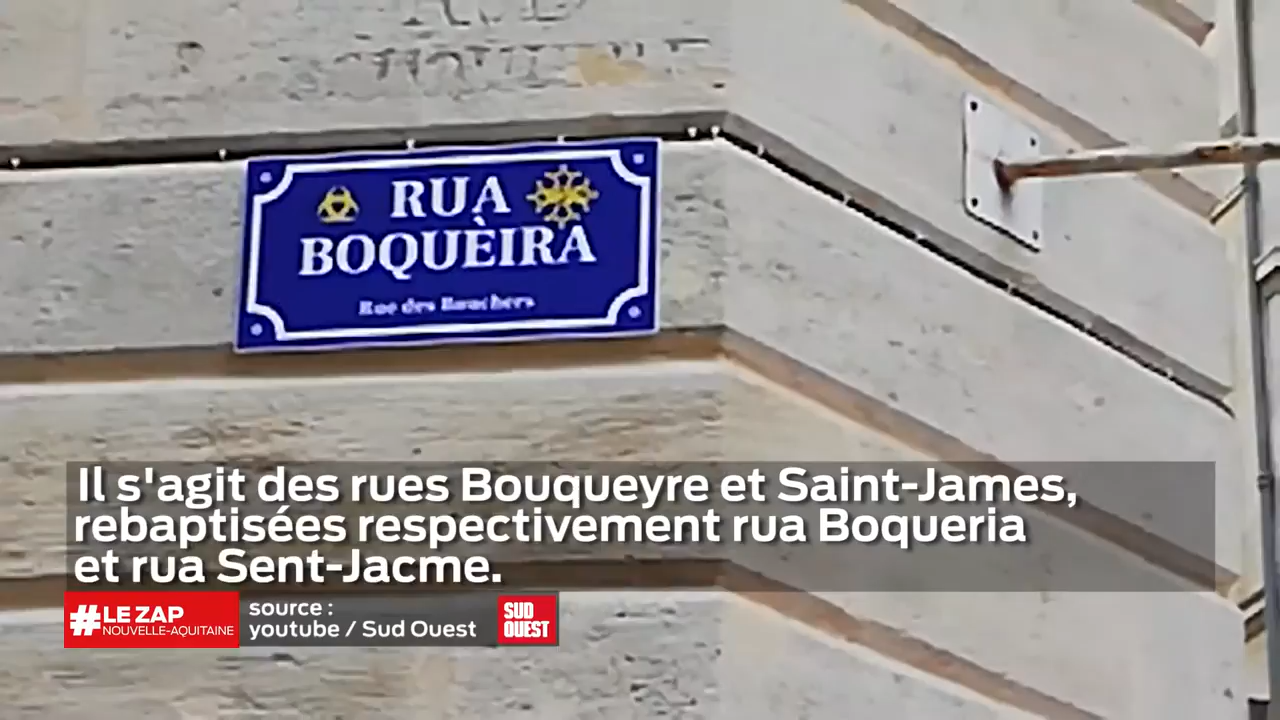 RUA
BOQUÈIRA
Rue des Bouchers
Il s'agit des rues Bouqueyre et Saint-James,
rebaptisées respectivement rua Boqueria
et rua Sent-Jacme.
#LE ZAP
NOUVELLE-AQUITAINE
source :
youtube / Sud Ouest
SUD
OUEST